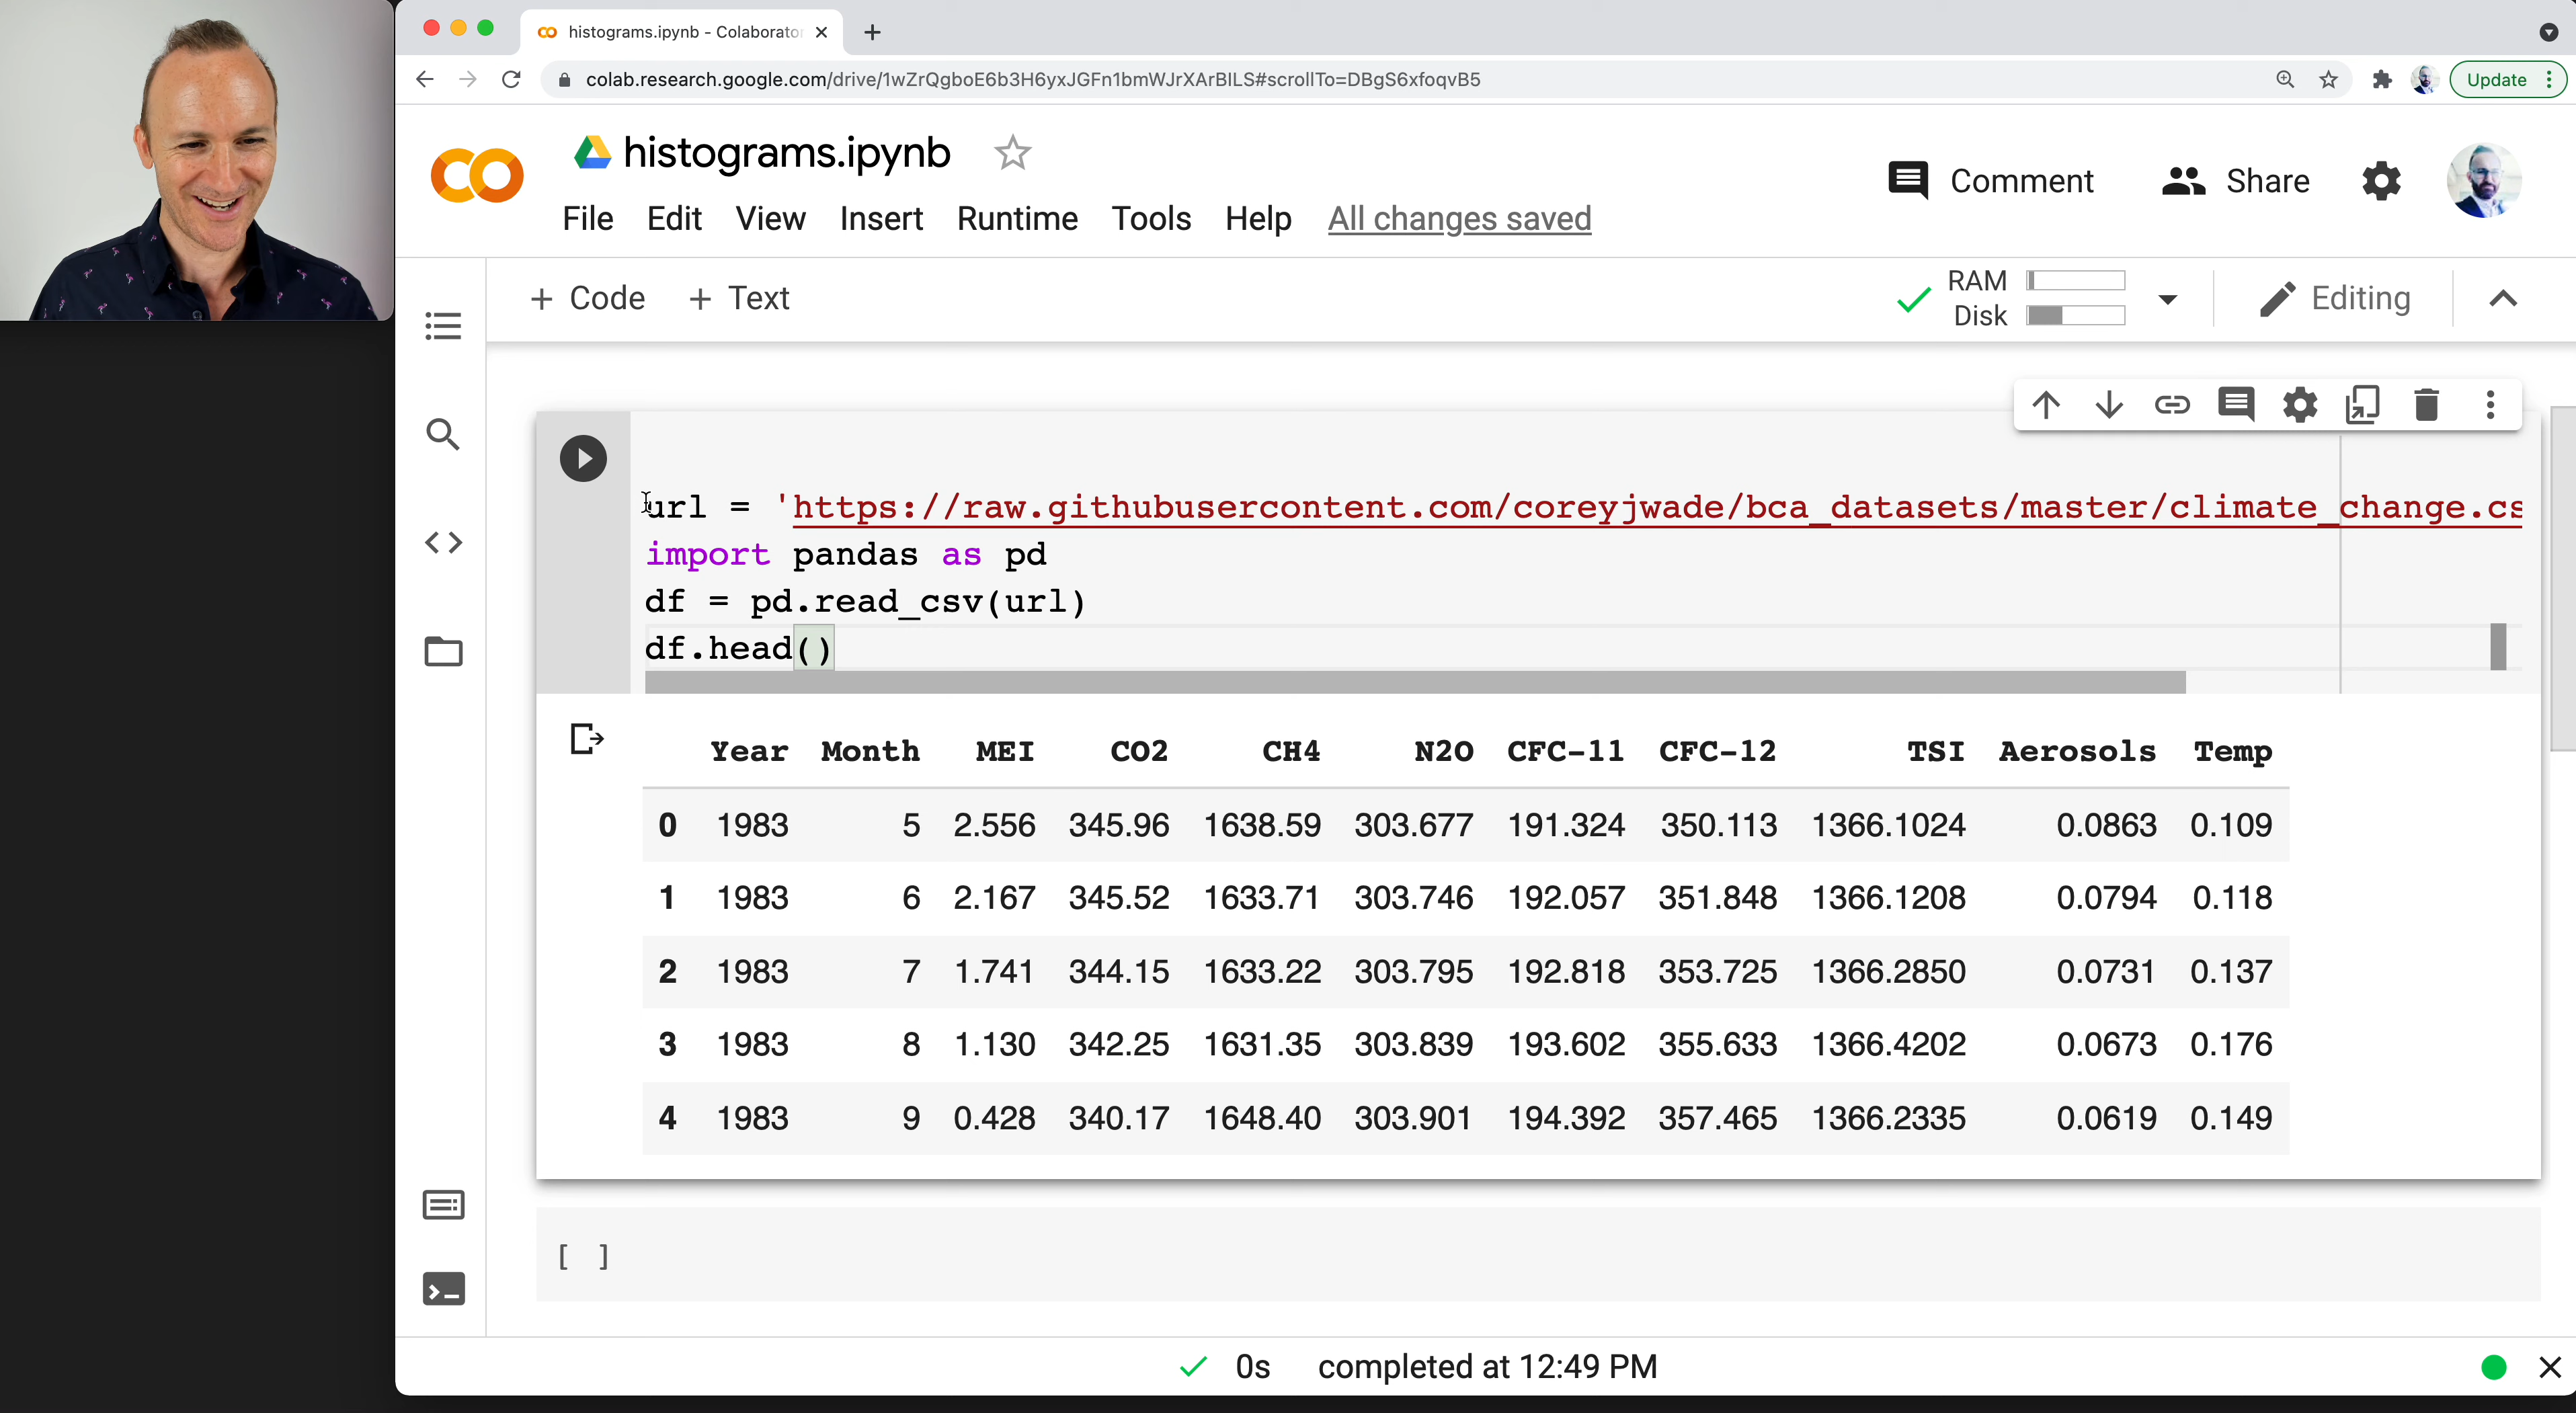 histograms.ipynb - Colaborato
colab.research.google.com/drive/1wZrQgboE6b3H6yxJGFn1bmWJrXArBILS#scrollTo=DBgS6xfoqvB5
Update
histograms.ipynb
Comment
Share
File Edit View Insert Runtime Tools Help All changes saved
+ Code + Text
RAM
Disk
Editing
url = 'https://raw.githubusercontent.com/coreyjwade/bca_datasets/master/climate_change.cs
import pandas as pd
df = pd.read_csv(url)
df.head()
Year Month MEI CO2 CH4 N2O CFC-11 CFC-12 TSI Aerosols Temp
0 1983 5 2.556 345.96 1638.59 303.677 191.324 350.113 1366.1024 0.0863 0.109
1 1983 6 2.167 345.52 1633.71 303.746 192.057 351.848 1366.1208 0.0794 0.118
2 1983 7 1.741 344.15 1633.22 303.795 192.818 353.725 1366.2850 0.0731 0.137
3 1983 8 1.130 342.25 1631.35 303.839 193.602 355.633 1366.4202 0.0673 0.176
4 1983 9 0.428 340.17 1648.40 303.901 194.392 357.465 1366.2335 0.0619 0.149
[ ]
0s completed at 12:49 PM